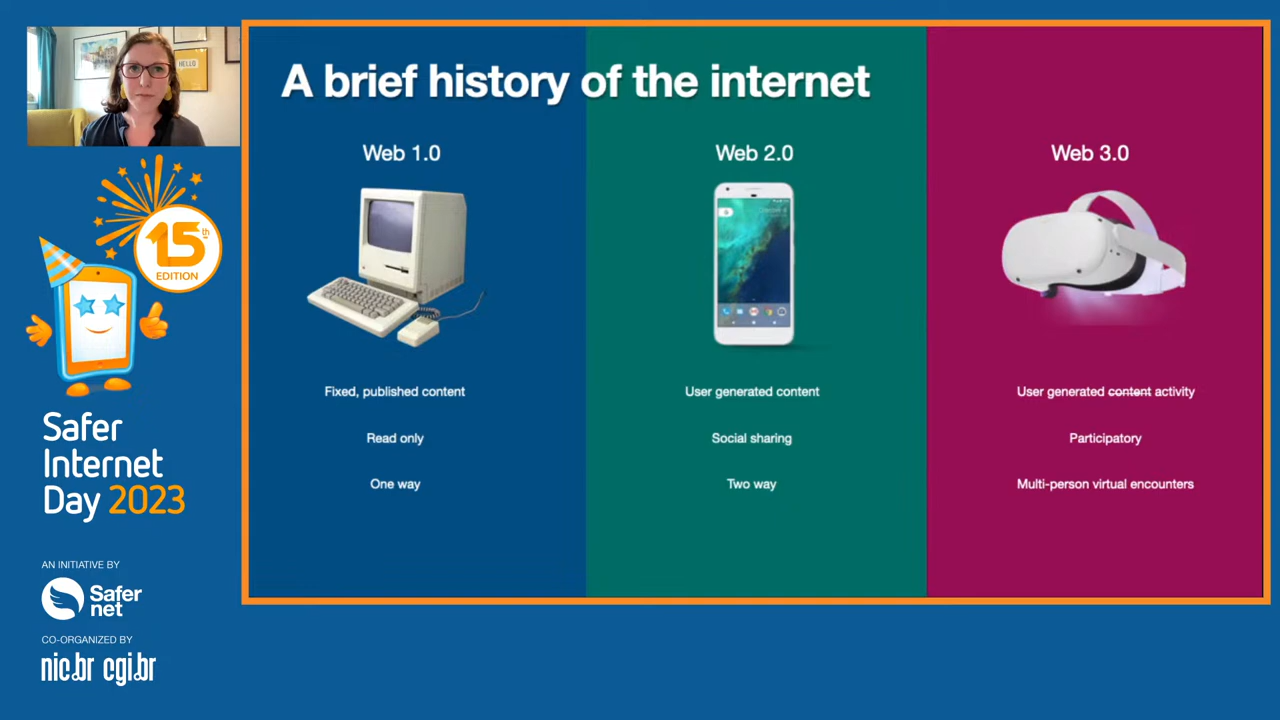 HELLO
15th
EDITION
Safer
Internet
Day 2023
AN INITIATIVE BY
Safer
net
CO-ORGANIZED BY
nic.br cgi.br
A brief history of the internet
Web 1.0
Fixed, published content
Read only
One way
Web 2.0
User generated content
Social sharing
Two way
Web 3.0
User generated content activity
Participatory
Multi-person virtual encounters